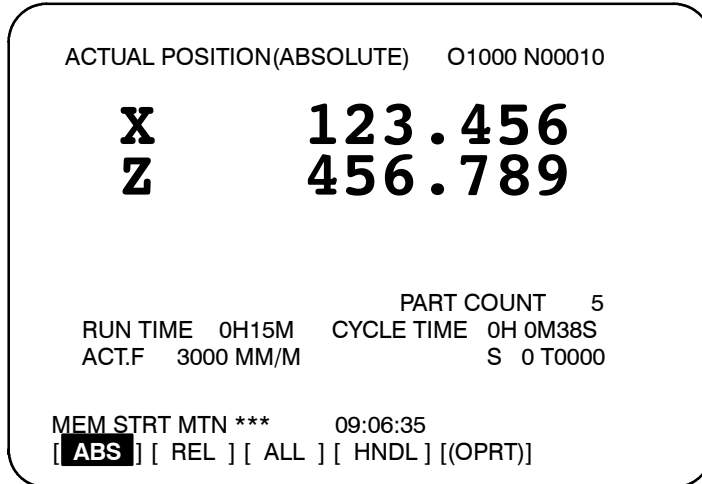 ACTUAL POSITION(ABSOLUTE) O1000 N00010
X 123.456
Z 456.789
PART COUNT 5
RUN TIME 0H15M CYCLE TIME 0H 0M38S
ACT.F 3000 MM/M S 0 T0000
MEM STRT MTN *** 09:06:35
[ ABS ] [ REL ] [ ALL ] [ HNDL ] [(OPRT)]